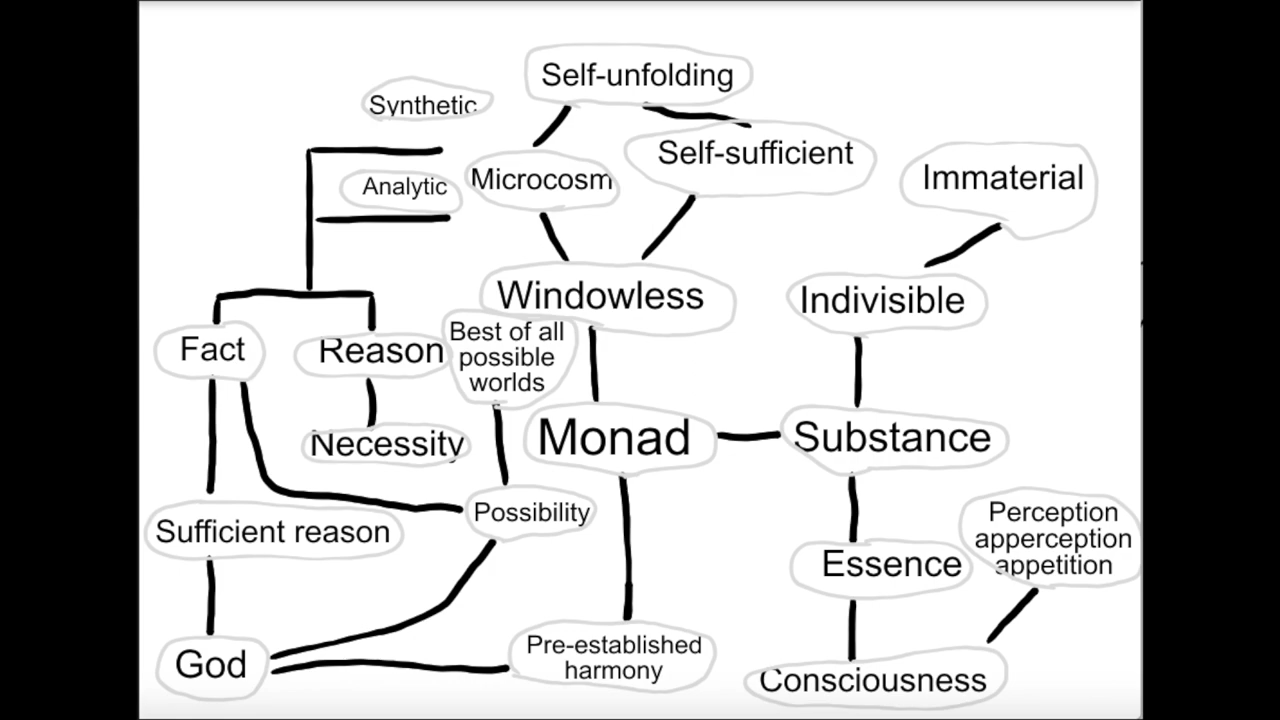 Self-unfolding
Synthetic
Self-sufficient
Microcosm
Immaterial
Analytic
Windowless
Indivisible
Fact
Reason
Best of all
possible
worlds
Necessity
Monad
Substance
Possibility
Sufficient reason
Perception
apperception
appetition
Essence
God
Pre-established
harmony
Consciousness